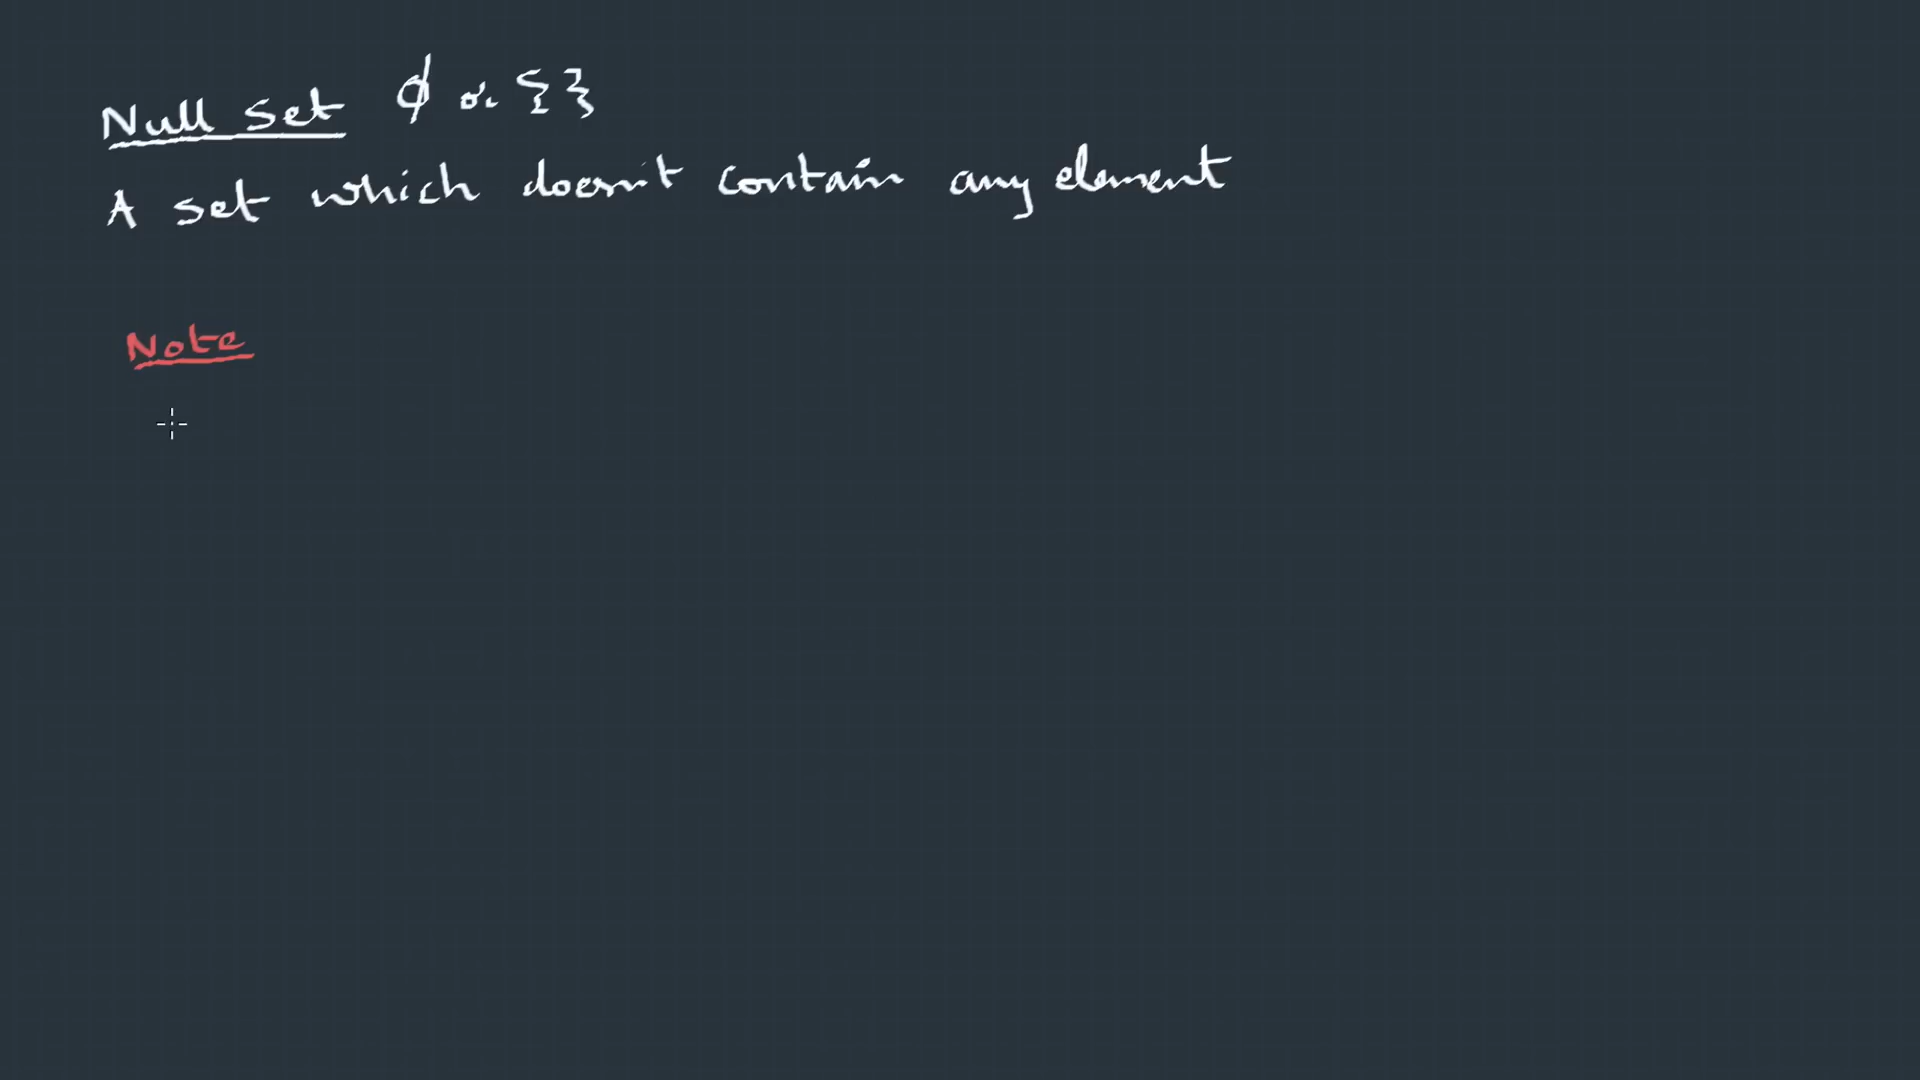 Null Set ϕ or {}
A set which doesn't contain any element
Note